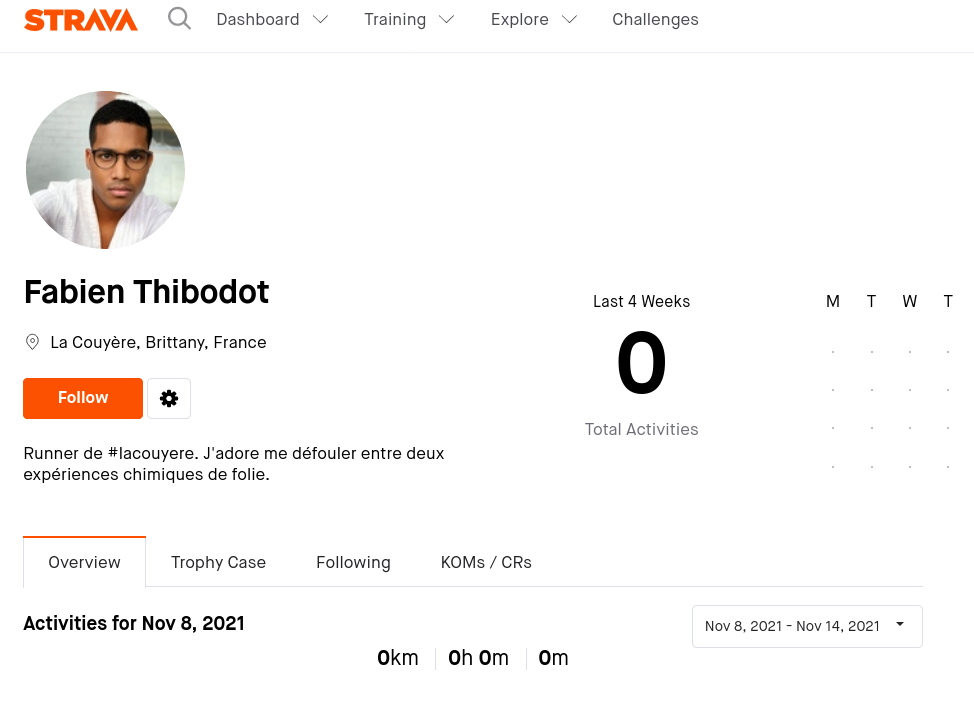 STRAVA Dashboard Training Explore Challenges
Fabien Thibodot
La Couyère, Brittany, France
Follow
Runner de #lacouyere. J'adore me défouler entre deux
expériences chimiques de folie.
Last 4 Weeks
0
Total Activities
M T W T
Overview Trophy Case Following KOMs / CRs
Activities for Nov 8, 2021
Nov 8, 2021 - Nov 14, 2021
0km 0h 0m 0m